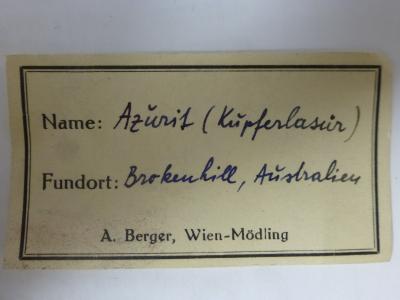 Name: Azurit (Kupferlasur)
Fundort: Brokenhill, Australien
A. Berger, Wien-Mödling